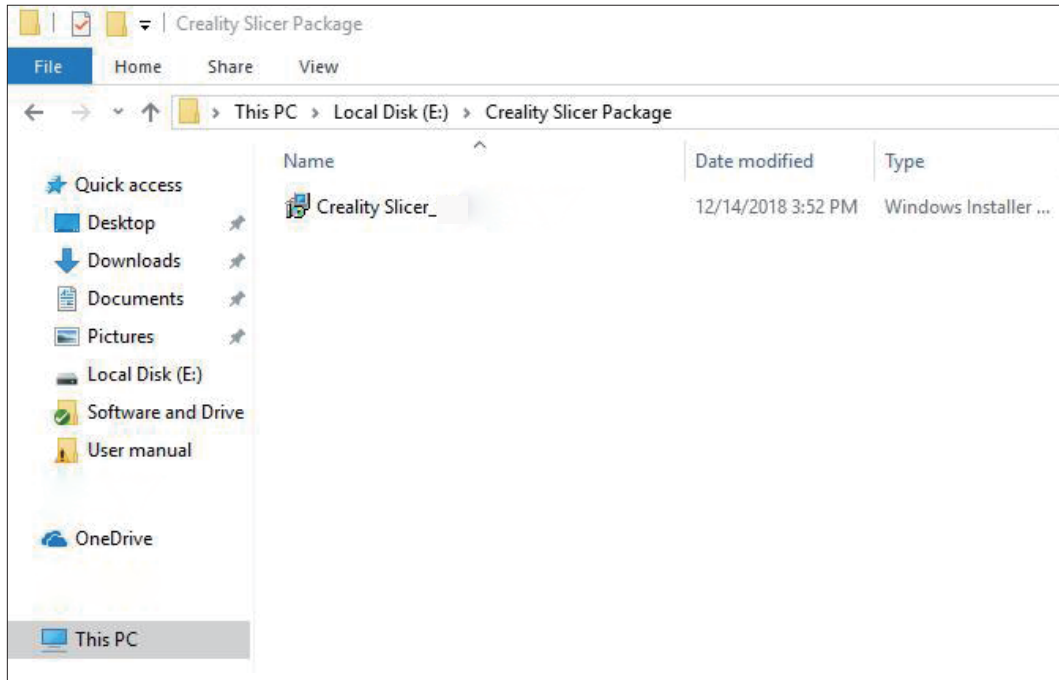 Creality Slicer Package
File Home Share View
This PC > Local Disk (E:) > Creality Slicer Package
Name Date modified Type
Quick access
Creality Slicer_ 12/14/2018 3:52 PM Windows Installer ...
Desktop
Downloads
Documents
Pictures
Local Disk (E:)
Software and Drive
User manual
OneDrive
This PC